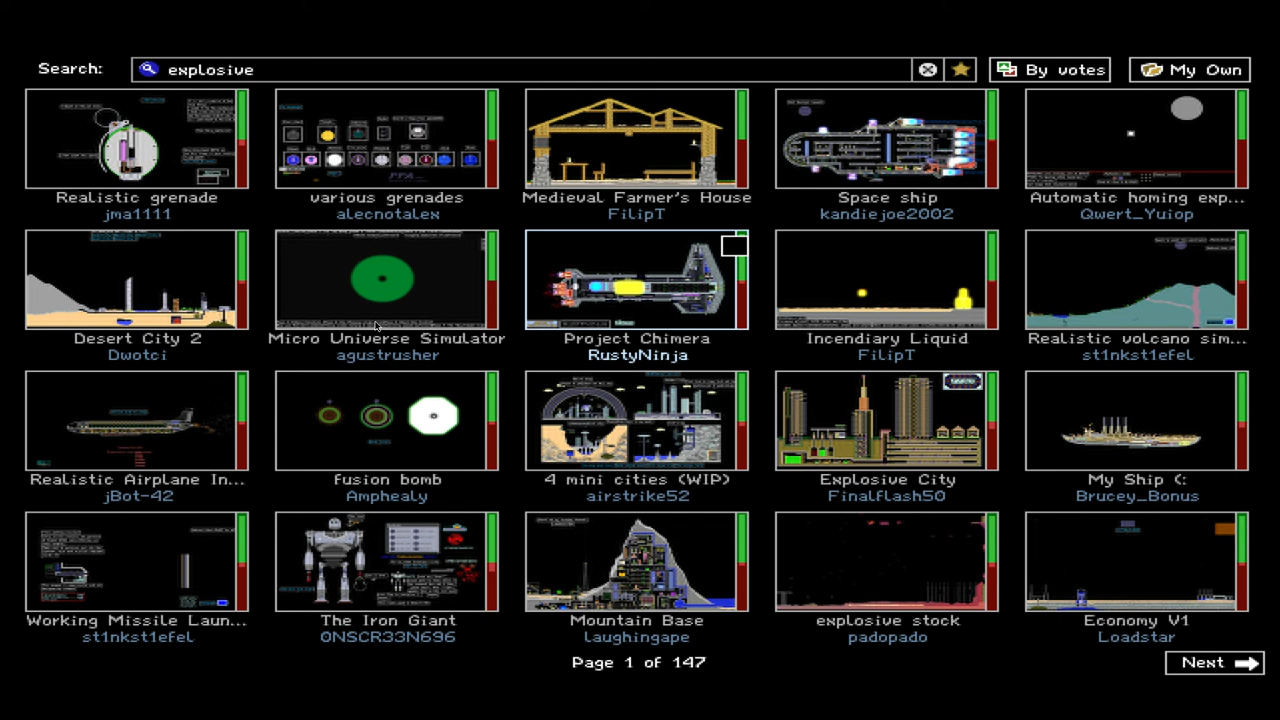 Search: explosive By votes My Own
Realistic grenade various grenades Medieval Farmer's House Space ship Automatic homing exp...
jma1111 alecnotalex FilipT kandiejoe2002 Qwert_Yuiop
Desert City 2 Micro Universe Simulator Project Chimera Incendiary Liquid Realistic volcano sim...
Dwotci agustrusher RustyNinja FilipT st1nkst1efel
Realistic Airplane In... fusion bomb 4 mini cities (WIP) Explosive City My Ship (:
jBot-42 Amphealy airstrike52 Finalflash50 Brucey_Bonus
Working Missile Laun... The Iron Giant Mountain Base explosive stock Economy V1
st1nkst1efel 0NSCR33N696 laughingape padopado Loadstar
Page 1 of 147
Next